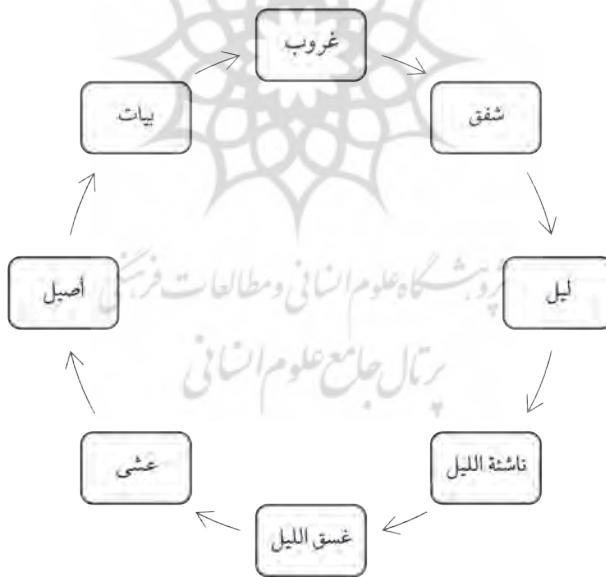 غروب
شفق
ليل
ناشئة الليل
غسق الليل
عشى
أصيل
بيات
پژوهشگاه علوم انسانی و مطالعات فرهنگی
پرتال جامع علوم انسانی